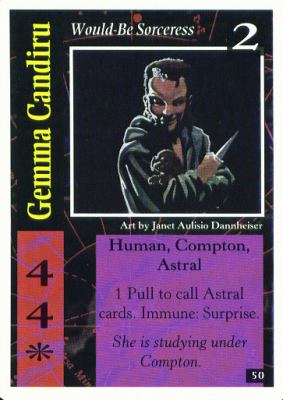 Gemma Candiru
Would-Be Sorceress
2
Art by Janet Aulisio Dannheiser
Human, Compton,
Astral
4
4
*
1 Pull to call Astral
cards. Immune: Surprise.
She is studying under
Compton.
50